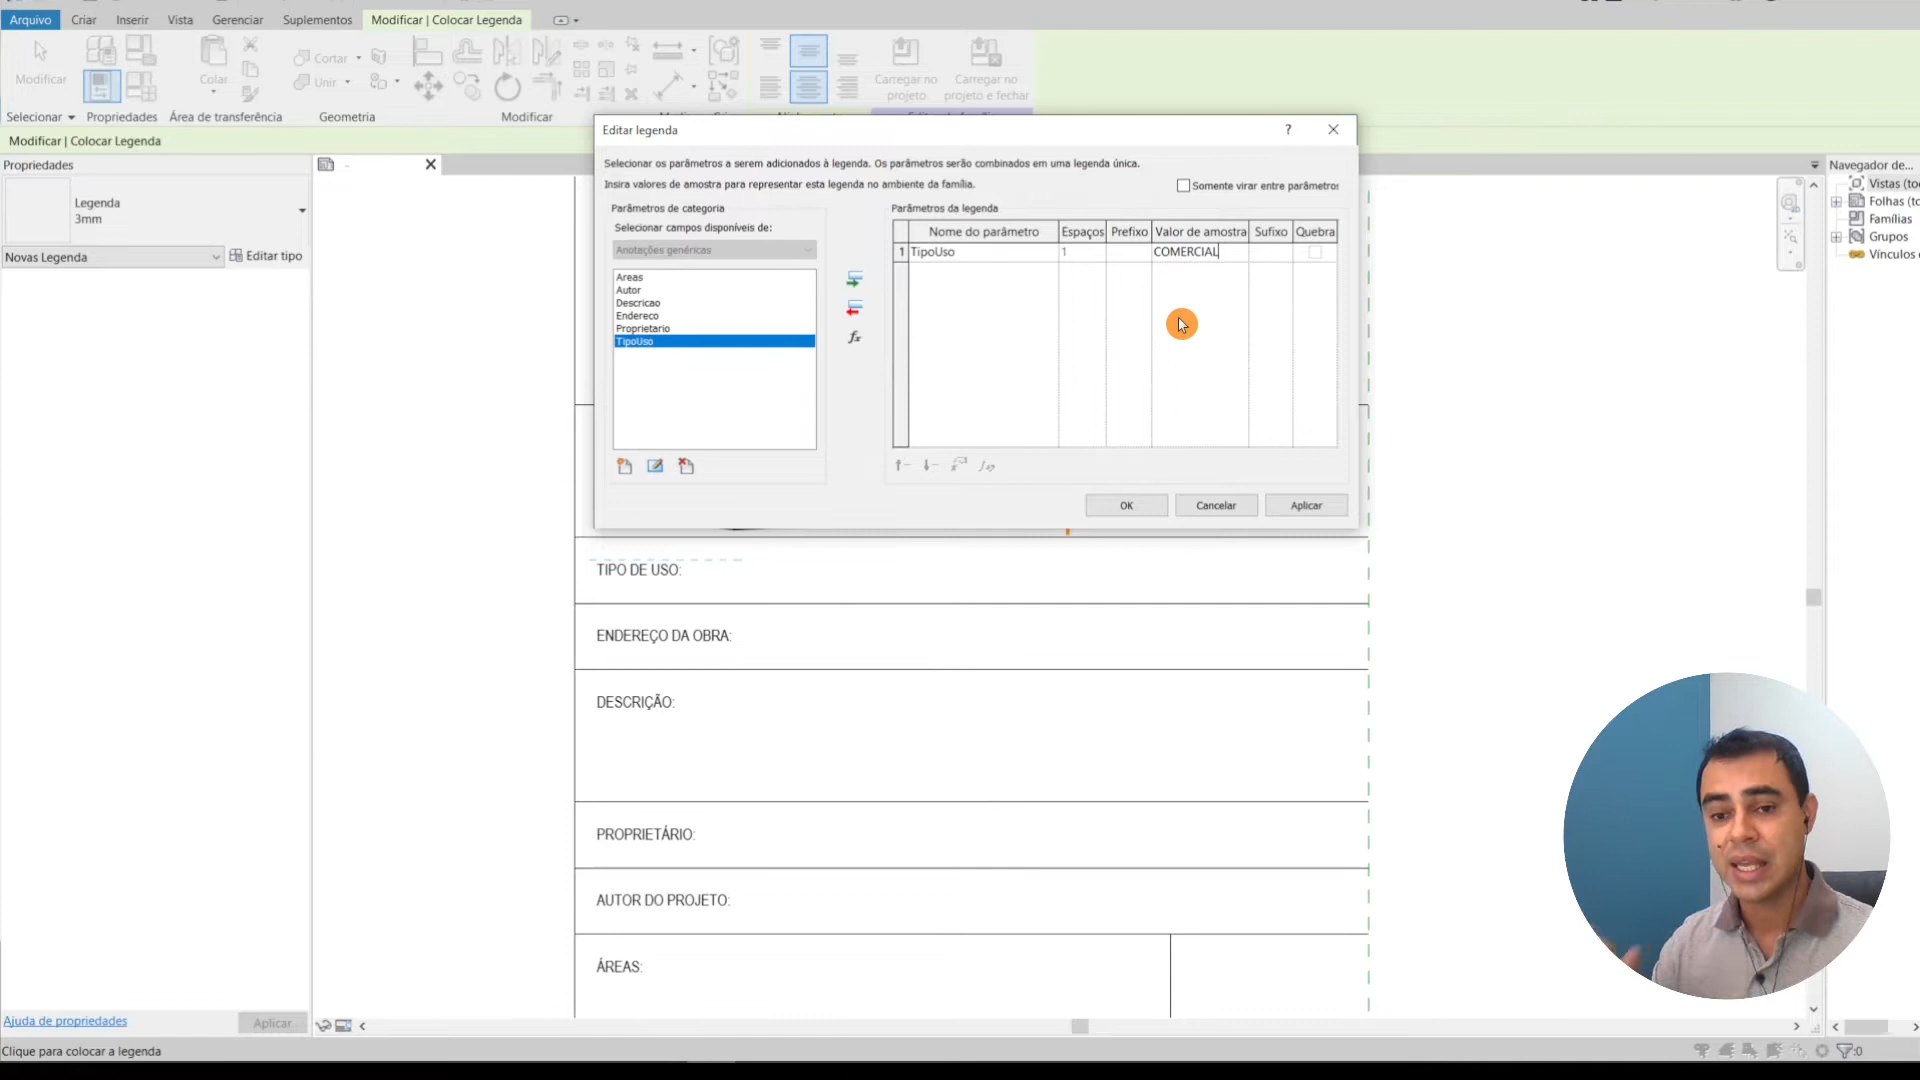 Arquivo Criar Inserir Vista Gerenciar Suplementos Modificar | Colocar Legenda
Modificar Colar Cortar Unir Carregar no projeto Carregar no projeto e fechar
Selecionar Propriedades Área de transferência Geometria Modificar
Modificar | Colocar Legenda
Propriedades
Legenda
3mm
Novas Legenda Editar tipo
Editar legenda
Selecionar os parâmetros a serem adicionados à legenda. Os parâmetros serão combinados em uma legenda única.
Insira valores de amostra para representar esta legenda no ambiente da família.
Somente virar entre parâmetros
Parâmetros de categoria
Selecionar campos disponíveis de:
Anotações genéricas
Areas
Autor
Descricao
Endereco
Proprietario
TipoUso
fx
Parâmetros da legenda
Nome do parâmetro Espaços Prefixo Valor de amostra Sufixo Quebra
1 TipoUso 1 COMERCIAL
OK Cancelar Aplicar
Navegador de...
Vistas (to
Folhas (to
Famílias
Grupos
Vínculos
TIPO DE USO:
ENDEREÇO DA OBRA:
DESCRIÇÃO:
PROPRIETÁRIO:
AUTOR DO PROJETO:
ÁREAS:
Ajuda de propriedades Aplicar
Clique para colocar a legenda
:0